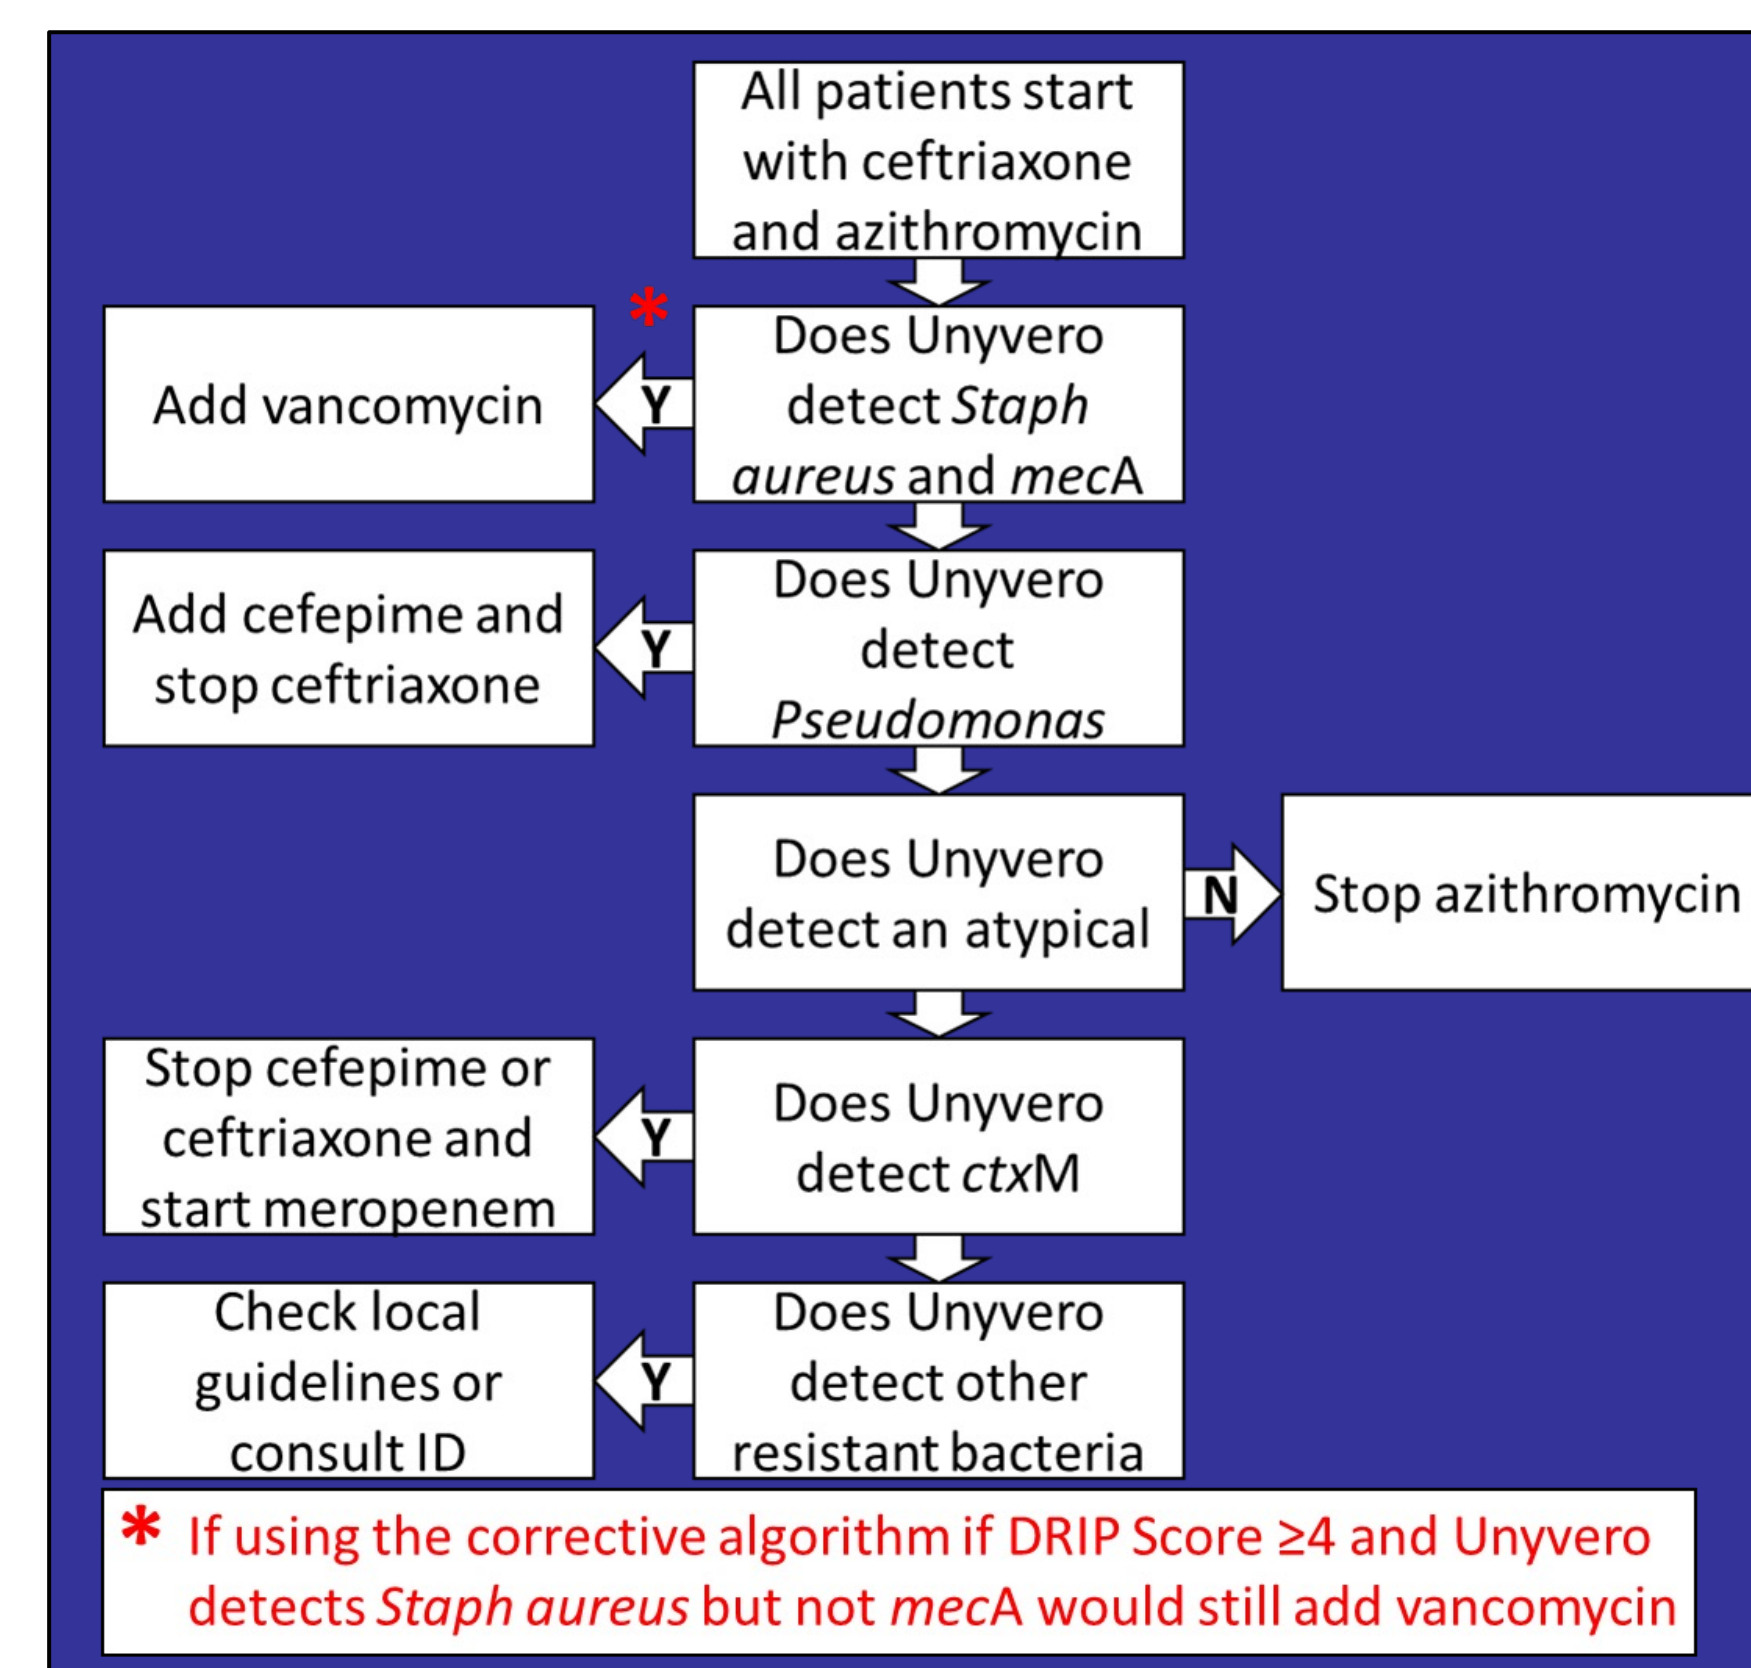 All patients start
with ceftriaxone
and azithromycin
*
Does Unyvero
detect Staph
aureus and mecA
Y
Add vancomycin
Does Unyvero
detect
Pseudomonas
Y
Add cefepime and
stop ceftriaxone
Does Unyvero
detect an atypical
N
Stop azithromycin
Does Unyvero
detect ctxM
Y
Stop cefepime or
ceftriaxone and
start meropenem
Does Unyvero
detect other
resistant bacteria
Y
Check local
guidelines or
consult ID
* If using the corrective algorithm if DRIP Score ≥4 and Unyvero
detects Staph aureus but not mecA would still add vancomycin